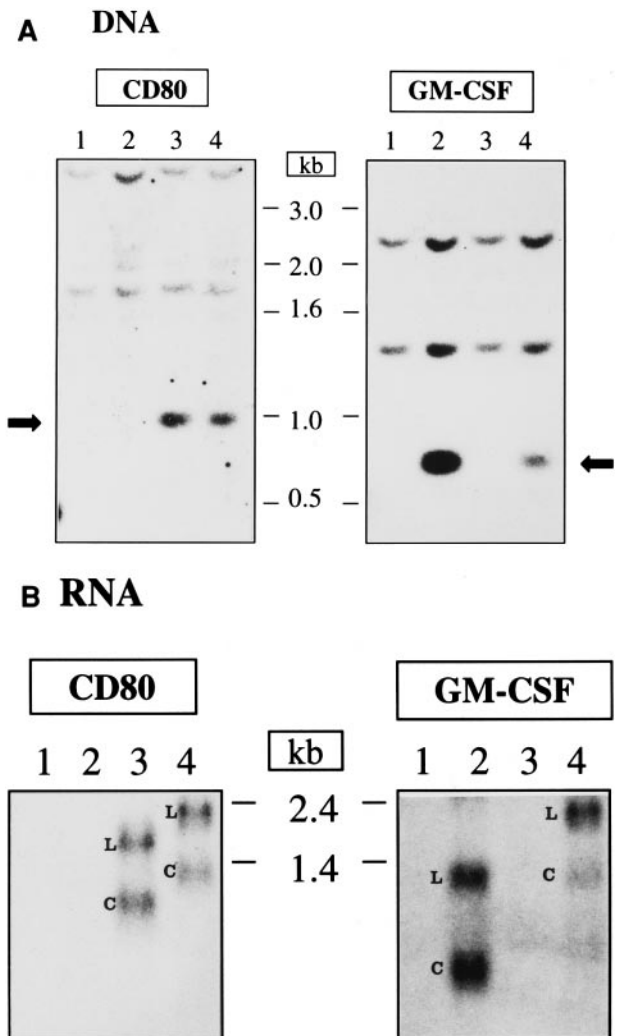 A DNA
CD80 GM-CSF
1 2 3 4 kb 1 2 3 4
3.0
2.0
1.6
1.0
0.5
B RNA
CD80 GM-CSF
1 2 3 4 kb 1 2 3 4
L 2.4 L
L
C 1.4 L C
C
C